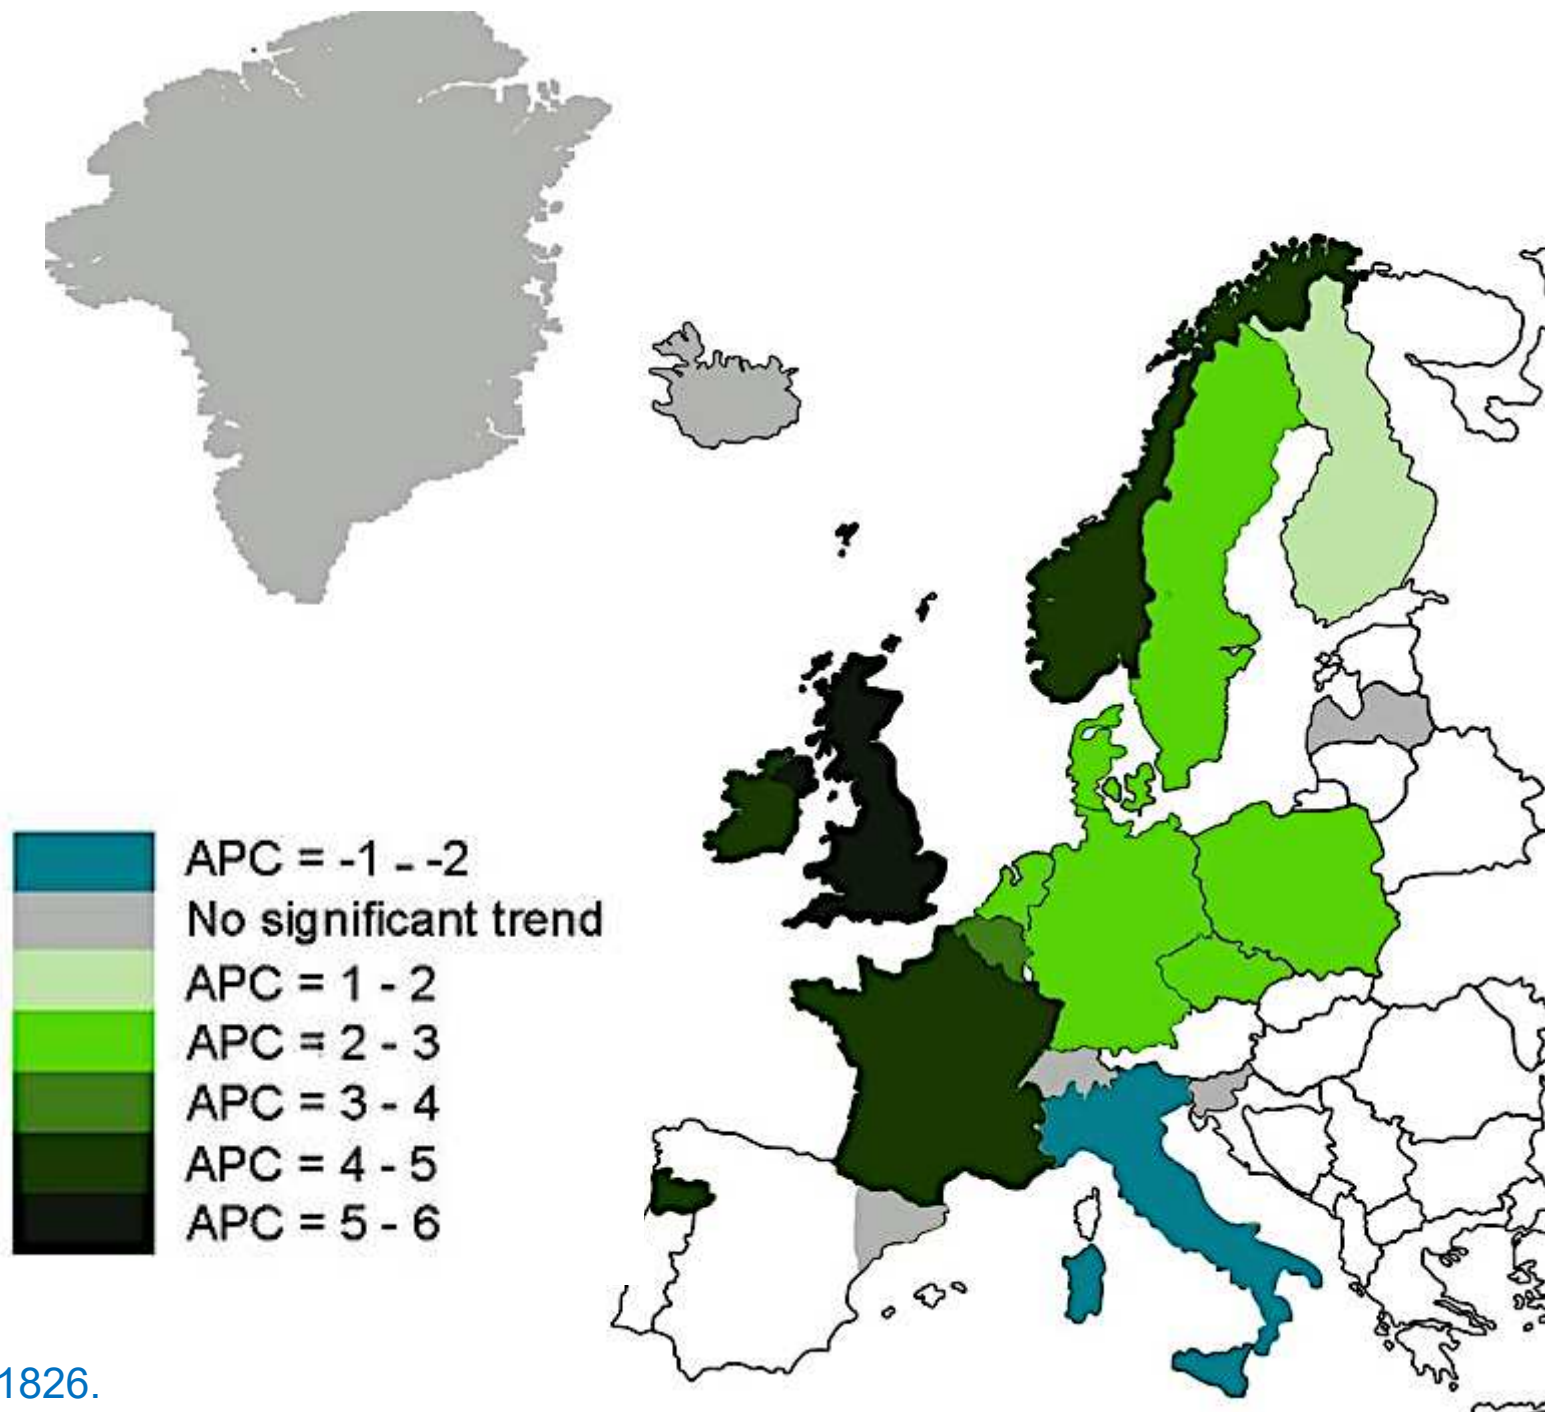 APC = -1 - -2
No significant trend
APC = 1 - 2
APC = 2 - 3
APC = 3 - 4
APC = 4 - 5
APC = 5 - 6
1826.